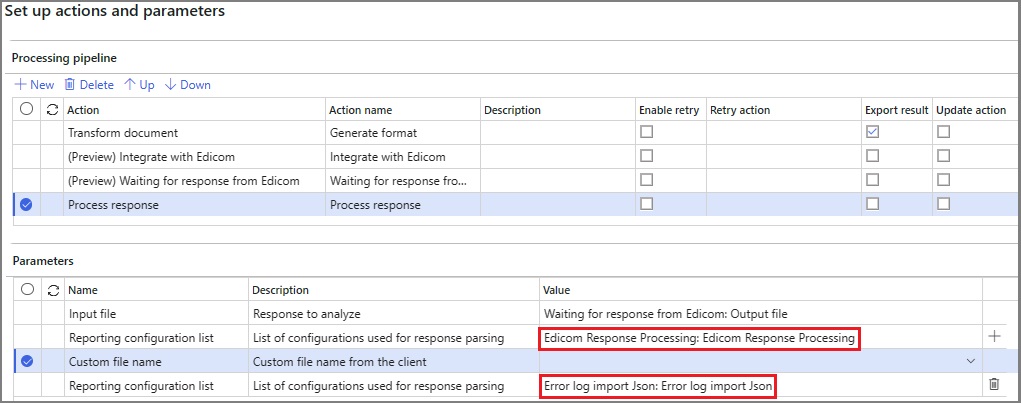 Set up actions and parameters
Processing pipeline
New Delete Up Down
Action Action name Description Enable retry Retry action Export result Update action
Transform document Generate format
(Preview) Integrate with Edicom Integrate with Edicom
(Preview) Waiting for response from Edicom Waiting for response fro...
Process response Process response
Parameters
Name Description Value
Input file Response to analyze Waiting for response from Edicom: Output file
Reporting configuration list List of configurations used for response parsing Edicom Response Processing: Edicom Response Processing
Custom file name Custom file name from the client
Reporting configuration list List of configurations used for response parsing Error log import Json: Error log import Json